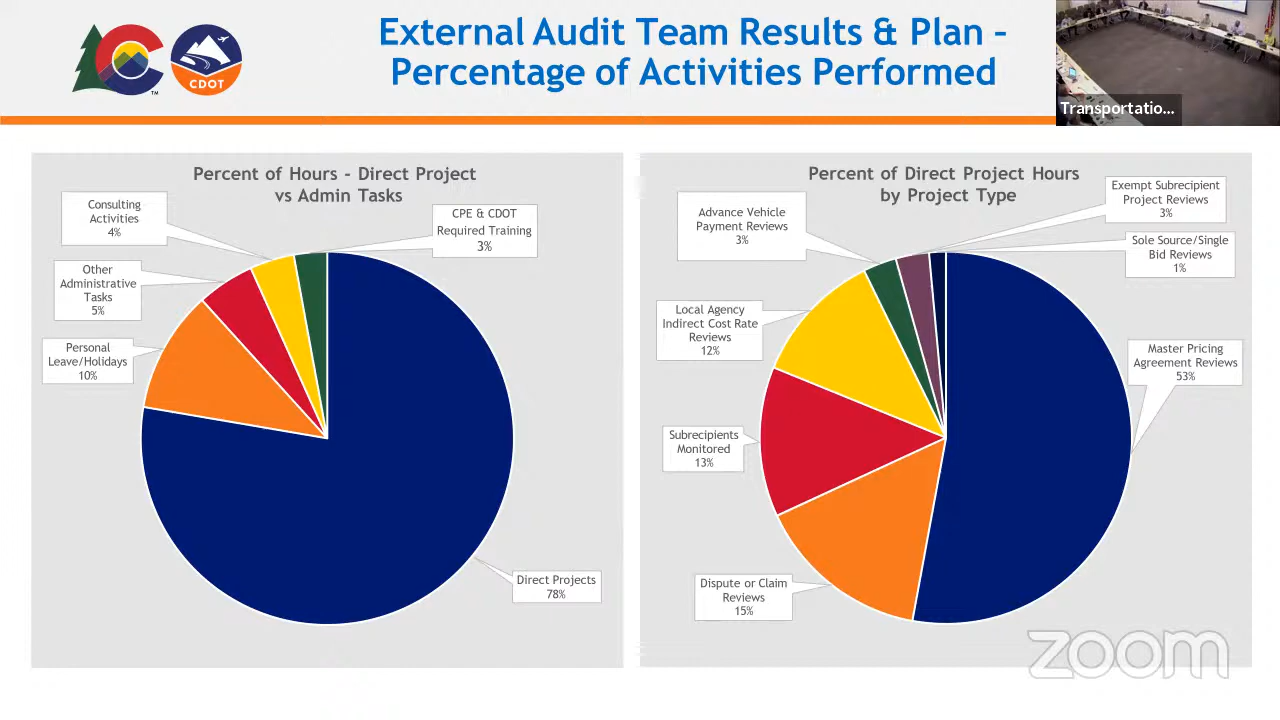 External Audit Team Results & Plan –
Percentage of Activities Performed
TM
CDOT
Transportatio...
Percent of Hours - Direct Project
vs Admin Tasks
Consulting
Activities
4%
CPE & CDOT
Required Training
3%
Other
Administrative
Tasks
5%
Personal
Leave/Holidays
10%
Direct Projects
78%
Percent of Direct Project Hours
by Project Type
Advance Vehicle
Payment Reviews
3%
Exempt Subrecipient
Project Reviews
3%
Sole Source/Single
Bid Reviews
1%
Local Agency
Indirect Cost Rate
Reviews
12%
Master Pricing
Agreement Reviews
53%
Subrecipients
Monitored
13%
Dispute or Claim
Reviews
15%
zoom